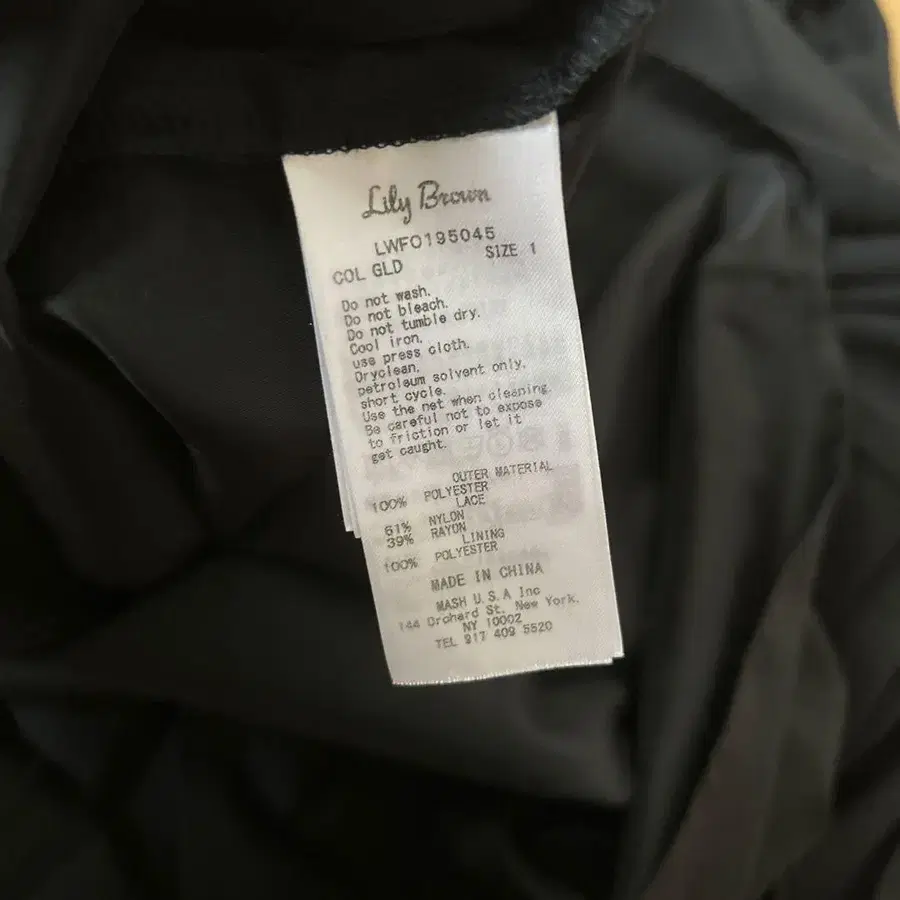 Lily Brown
LWFO195045
COL GLD SIZE 1
Do not wash.
Do not bleach.
Do not tumble dry.
Cool iron.
use press cloth.
Dryclean.
petroleum solvent only.
short cycle.
Use the net when cleaning.
Be careful not to expose
to friction or let it
get caught.
OUTER MATERIAL
100% POLYESTER
LACE
61% NYLON
39% RAYON
LINING
100% POLYESTER
MADE IN CHINA
MASH U.S.A Inc
144 Orchard St. New York.
NY 10002
TEL 917 409 5520